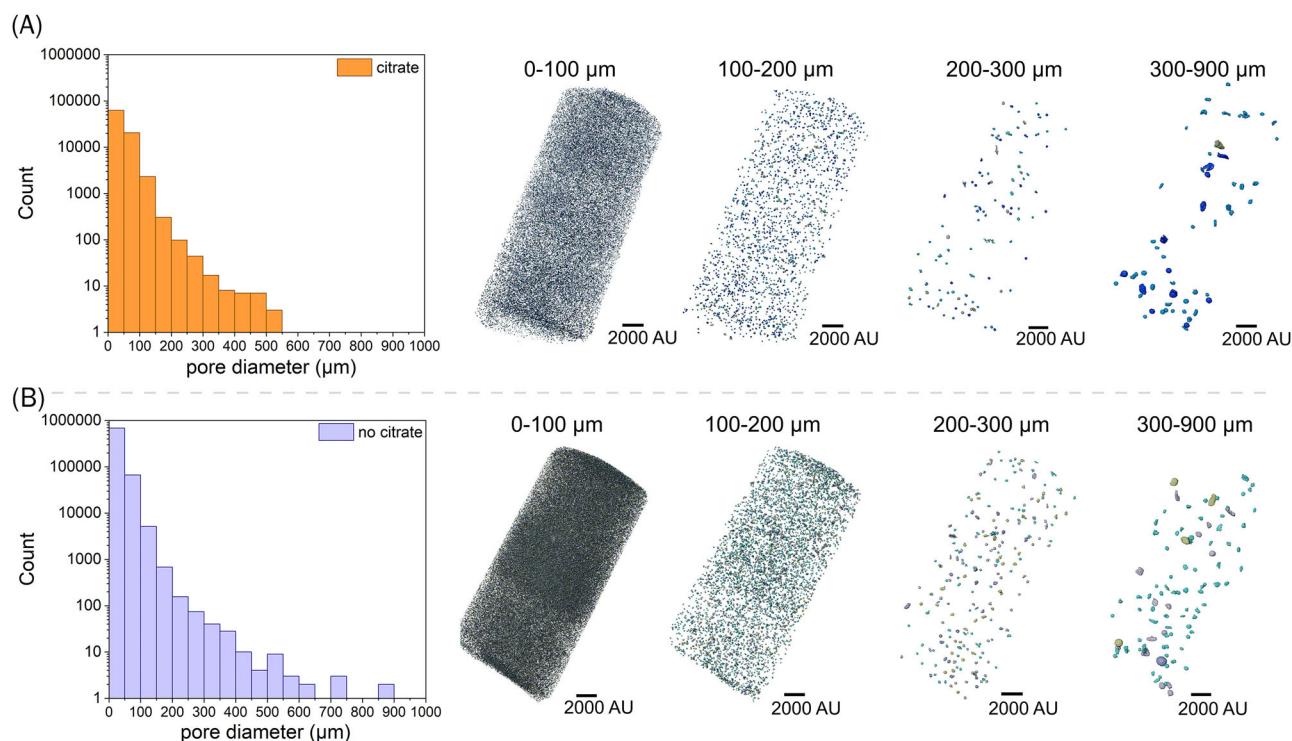 (A)
1000000
100000
10000
1000
100
10
1
Count
citrate
0 100 200 300 400 500 600 700 800 900 1000
pore diameter (µm)
0-100 µm
100-200 µm
200-300 µm
300-900 µm
2000 AU
2000 AU
2000 AU
2000 AU
(B)
1000000
100000
10000
1000
100
10
1
Count
no citrate
0 100 200 300 400 500 600 700 800 900 1000
pore diameter (µm)
0-100 µm
100-200 µm
200-300 µm
300-900 µm
2000 AU
2000 AU
2000 AU
2000 AU